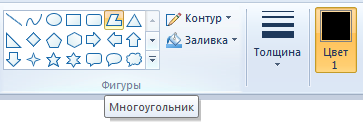 Контур
Заливка
Толщина
Цвет
1
Фигуры
Многоугольник